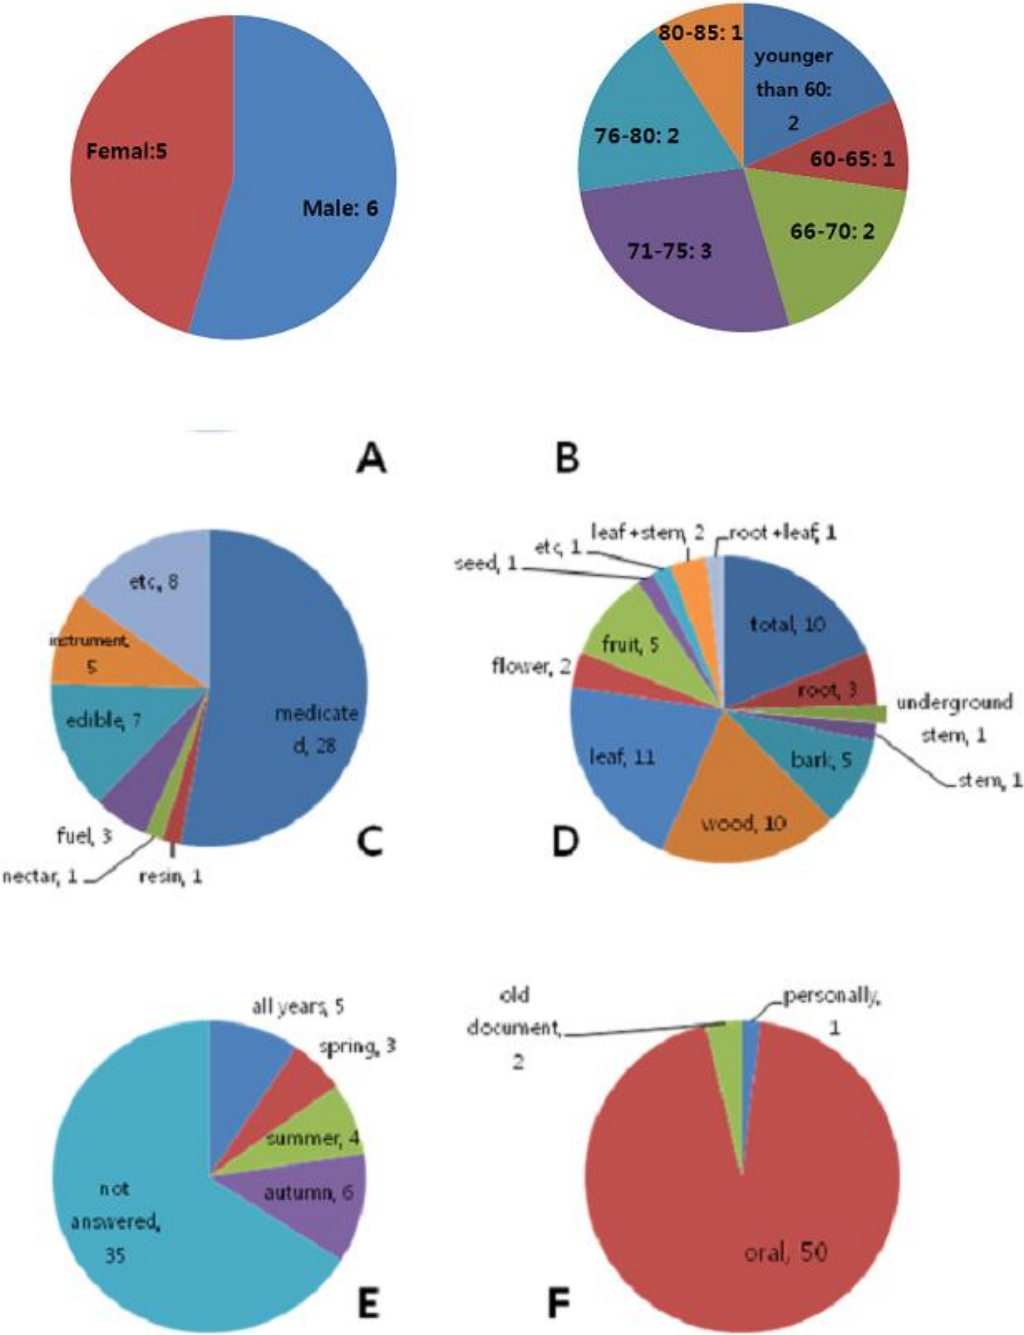 Femal:5
Male: 6
80-85: 1
younger
than 60:
2
76-80: 2
60-65: 1
71-75: 3
66-70: 2
A
B
etc, 8
instrument,
5
edible, 7
medicate
d, 28
fuel, 3
nectar, 1
resin, 1
C
leaf+stem, 2
root+leaf, 1
etc, 1
seed, 1
total, 10
fruit, 5
flower, 2
root, 3
underground
stem, 1
leaf, 11
bark, 5
stem, 1
wood, 10
D
all years, 5
spring, 3
summer, 4
autumn, 6
not
answered,
35
E
old
document,
2
personally,
1
oral, 50
F